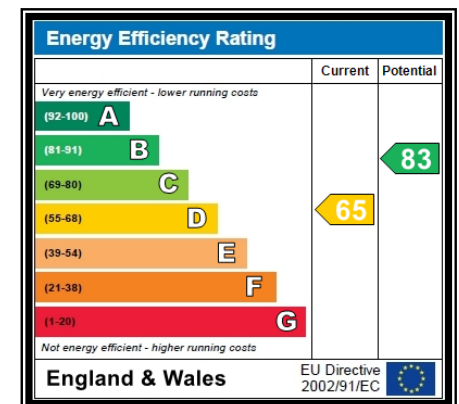 Energy Efficiency Rating
Current Potential
Very energy efficient - lower running costs
(92-100) A
(81-91) B
83
(69-80) C
(55-68) D
65
(39-54) E
(21-38) F
(1-20) G
Not energy efficient - higher running costs
England & Wales
EU Directive
2002/91/EC